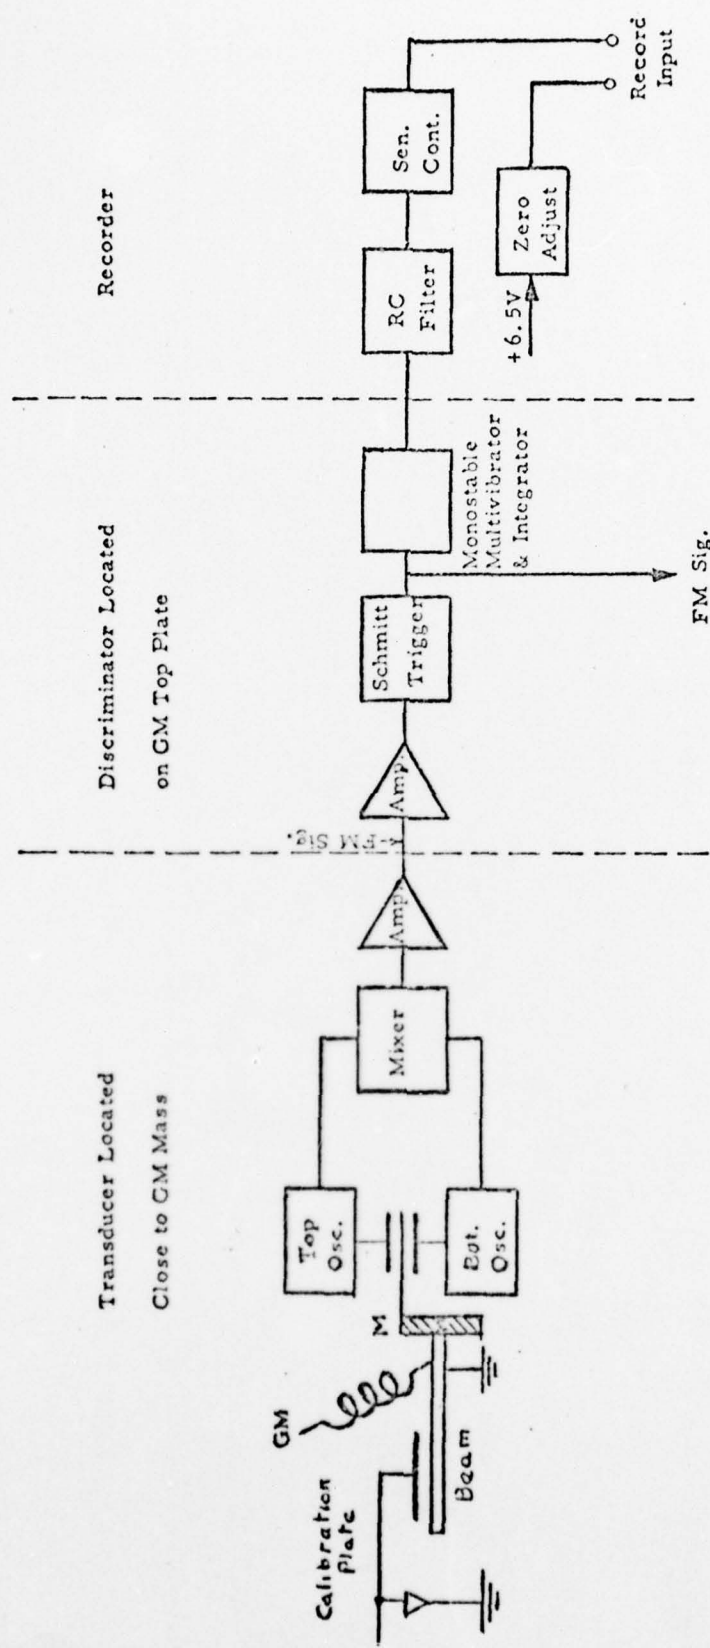 Transducer Located
Close to GM Mass
Discriminator Located
on GM Top Plate
Recorder
Calibration
Plate
GM
M
Beam
Top
Osc.
Bot.
Osc.
Mixer
Amp.
FM Sig.
Amp.
Schmitt
Trigger
Monostable
Multivibrator
& Integrator
FM Sig.
RC
Filter
Sen.
Cont.
+6.5V
Zero
Adjust
Record
Input